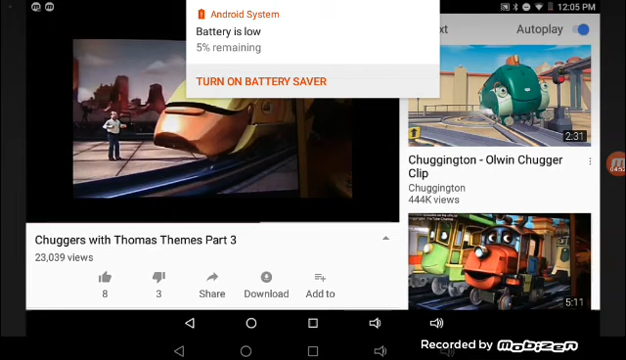 12:05 PM
Android System
Battery is low
5% remaining
TURN ON BATTERY SAVER
xt
Autoplay
2:31
Chuggington - Olwin Chugger
Clip
Chuggington
444K views
5:11
Chuggers with Thomas Themes Part 3
23,039 views
8
3
Share
Download
Add to
Recorded by Mobizen